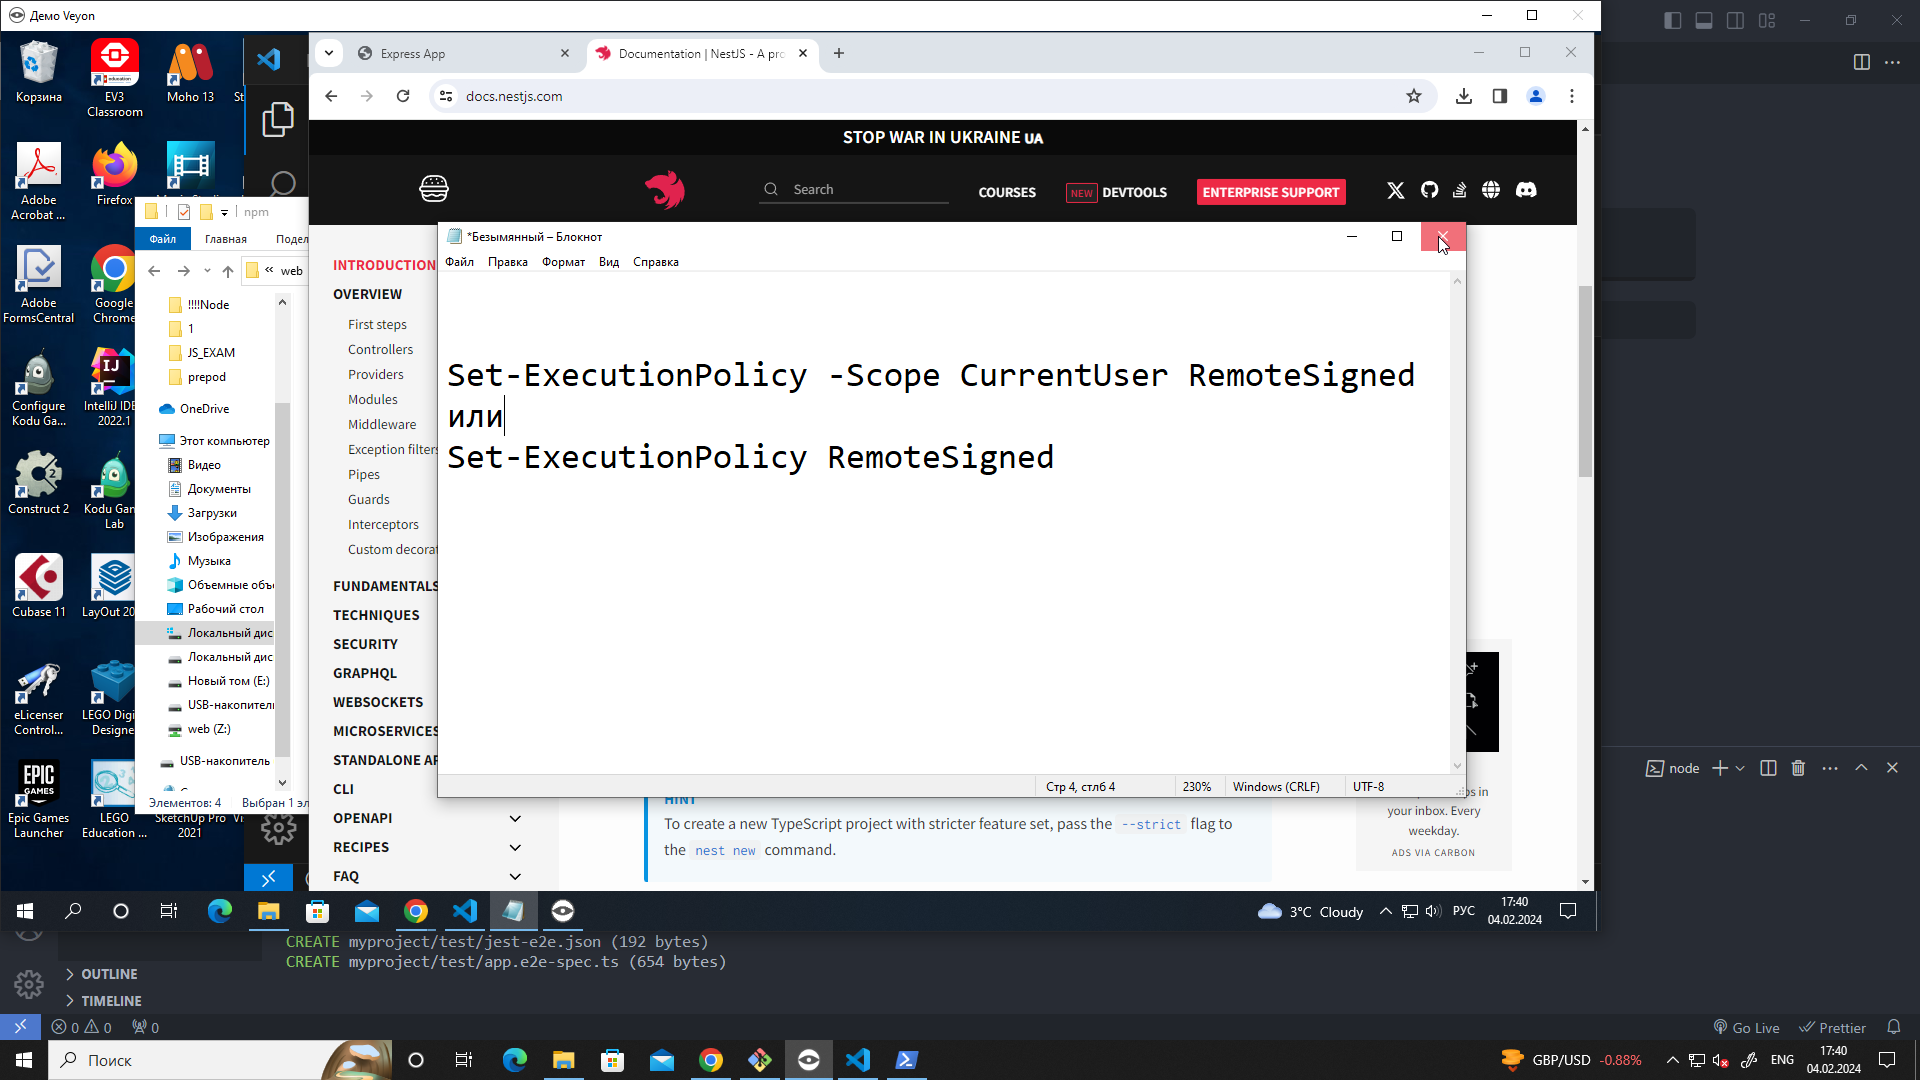 Демо Veyon
Корзина
EV3 Classroom
Moho 13
Adobe Acrobat ...
Firefox
Adobe FormsCentral
Google Chrome
Configure Kodu Ga...
IntelliJ IDE 2022.1
Construct 2
Kodu Gam Lab
Cubase 11
LayOut 20
eLicenser Control...
LEGO Digi Designe
Epic Games Launcher
LEGO Education ...
SketchUp Pro 2021
npm
Файл
Главная
Подел
« web
!!!!Node
1
JS_EXAM
prepod
OneDrive
Этот компьютер
Видео
Документы
Загрузки
Изображения
Музыка
Объемные объ
Рабочий стол
Локальный дис
Локальный дис
Новый том (E:)
USB-накопител
web (Z:)
USB-накопитель
Элементов: 4
Выбран 1 эл
Express App
Documentation | NestJS - A pro
docs.nestjs.com
STOP WAR IN UKRAINE UA
Search
COURSES
NEW DEVTOOLS
ENTERPRISE SUPPORT
INTRODUCTION
OVERVIEW
First steps
Controllers
Providers
Modules
Middleware
Exception filters
Pipes
Guards
Interceptors
Custom decorat
FUNDAMENTALS
TECHNIQUES
SECURITY
GRAPHQL
WEBSOCKETS
MICROSERVICES
STANDALONE AP
CLI
OPENAPI
RECIPES
FAQ
*Безымянный – Блокнот
Файл Правка Формат Вид Справка
Set-ExecutionPolicy -Scope CurrentUser RemoteSigned
или
Set-ExecutionPolicy RemoteSigned
Стр 4, стлб 4
230%
Windows (CRLF)
UTF-8
HINT
To create a new TypeScript project with stricter feature set, pass the --strict flag to
the nest new command.
in
your inbox. Every
weekday.
ADS VIA CARBON
3°C Cloudy
РУС
17:40
04.02.2024
node
CREATE myproject/test/jest-e2e.json (192 bytes)
CREATE myproject/test/app.e2e-spec.ts (654 bytes)
OUTLINE
TIMELINE
0 0
0
Go Live
Prettier
Поиск
GBP/USD -0.88%
ENG
17:40
04.02.2024